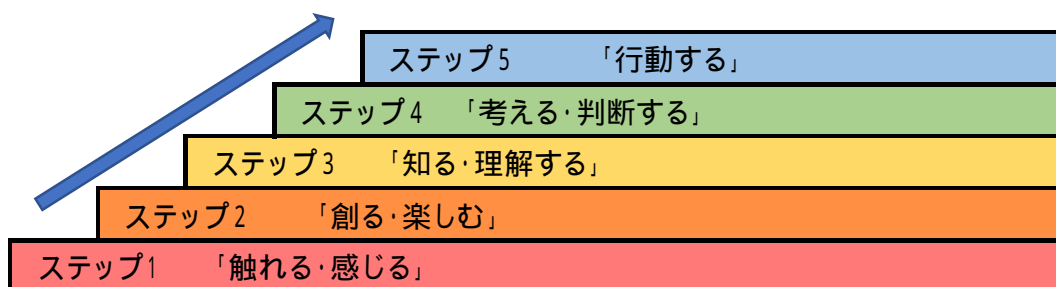 ステップ5 「行動する」
ステップ4 「考える・判断する」
ステップ3 「知る・理解する」
ステップ2 「創る・楽しむ」
ステップ1 「触れる・感じる」